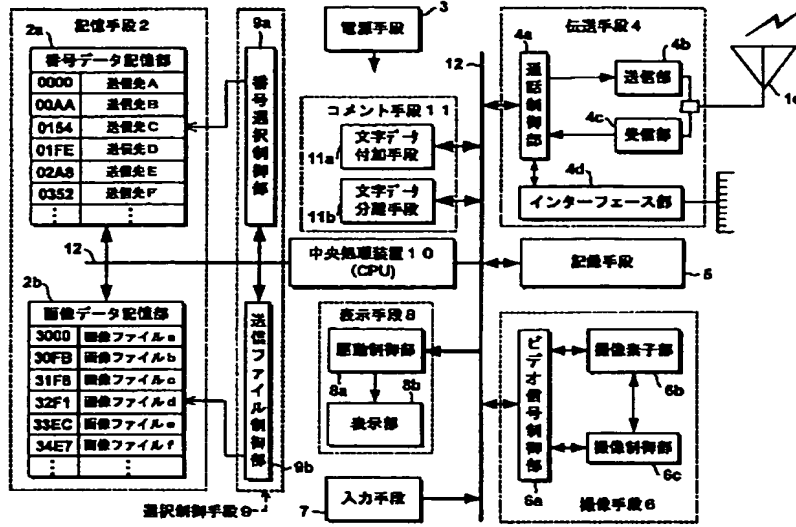 記憶手段2
2a
番号データ記憶部
0000 送信先A
00AA 送信先B
0154 送信先C
01FE 送信先D
02A8 送信先E
0352 送信先F
12
2b
画像データ記憶部
3000 画像ファイルa
30FB 画像ファイルb
31F6 画像ファイルc
32F1 画像ファイルd
33EC 画像ファイルe
34E7 画像ファイルf
9a
番号選択制御部
送信ファイル制御部
9b
選択制御手段9
電源手段
3
12
コメント手段11
文字データ
付加手段
11a
文字データ
分離手段
11b
中央処理装置10
(CPU)
表示手段8
駆動制御部
8a
8b
表示部
入力手段
7
伝送手段4
4a
通話制御部
4b
送信部
4c
受信部
4d
インターフェース部
記録手段
5
ビデオ信号制御部
6a
撮像素子部
6b
撮像制御部
6c
撮像手段6